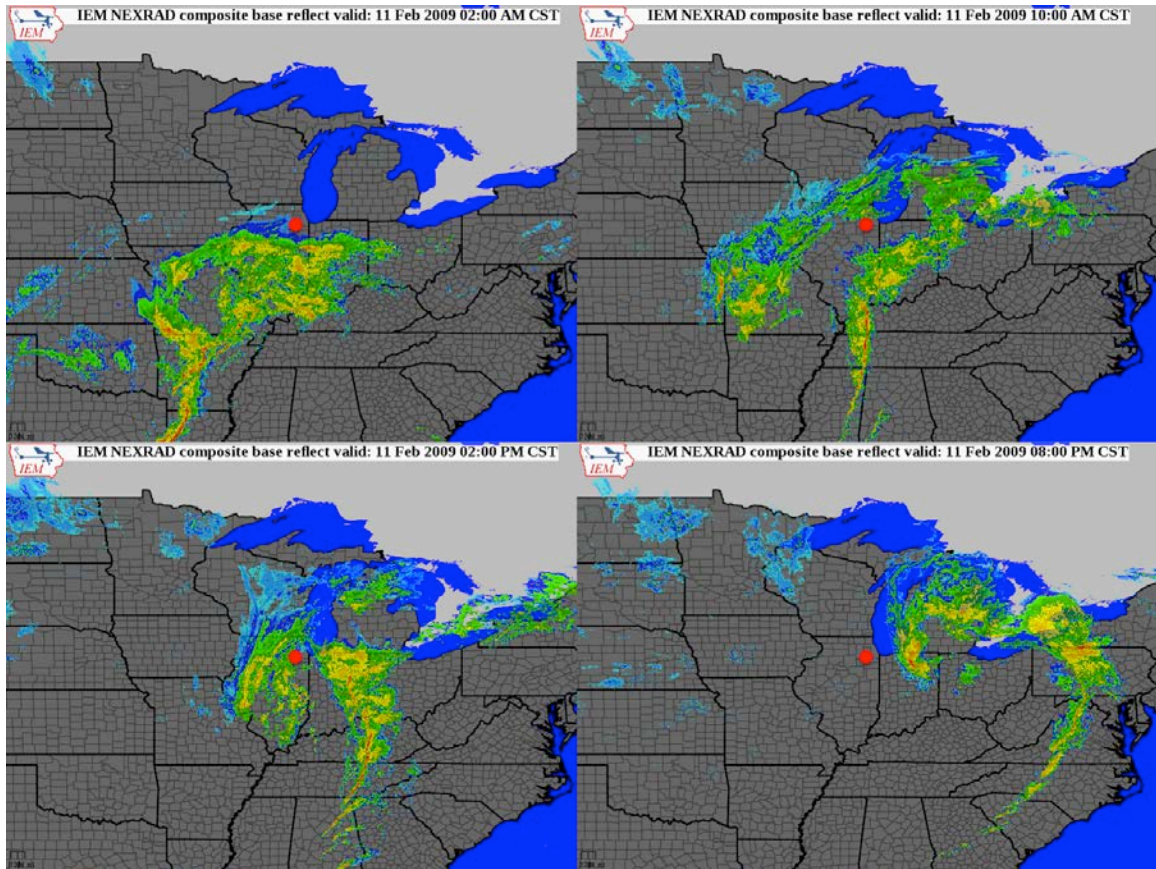 IEM NEXRAD composite base reflect valid: 11 Feb 2009 02:00 AM CST
IEM
IEM NEXRAD composite base reflect valid: 11 Feb 2009 10:00 AM CST
IEM
IEM NEXRAD composite base reflect valid: 11 Feb 2009 02:00 PM CST
IEM
IEM NEXRAD composite base reflect valid: 11 Feb 2009 08:00 PM CST
IEM